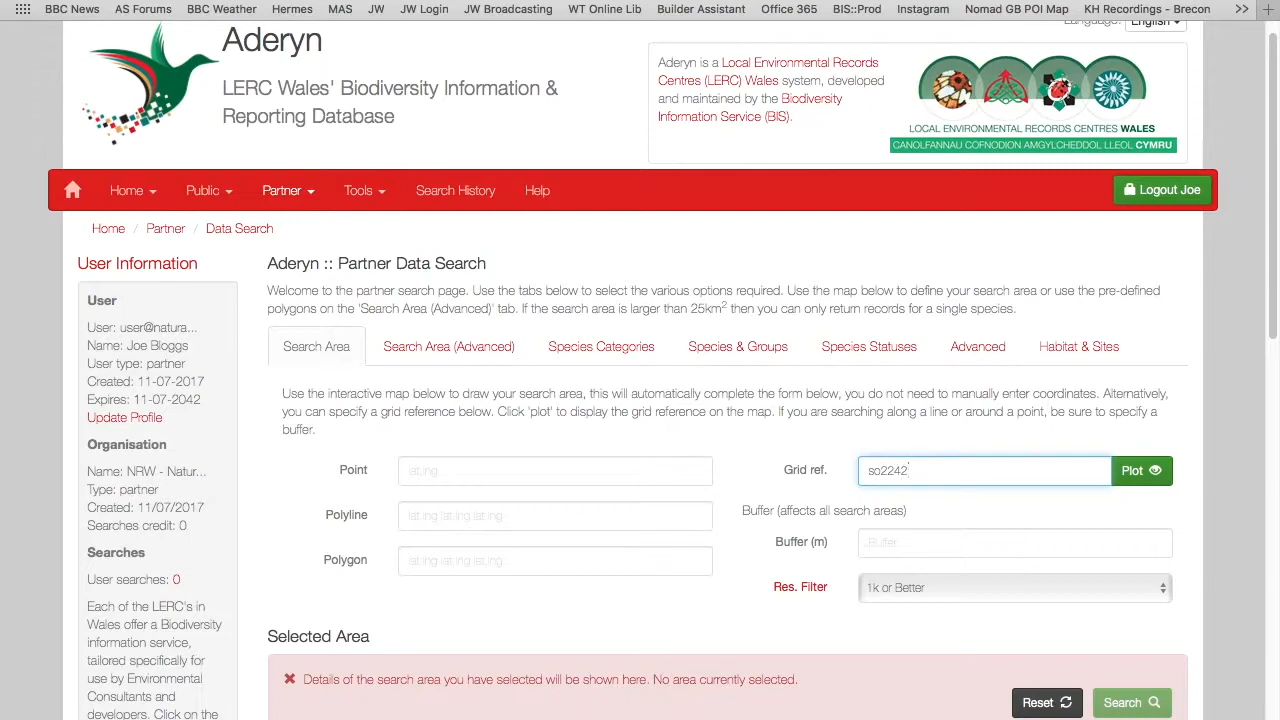 BBC News AS Forums BBC Weather Hermes MAS JW JW Login JW Broadcasting WT Online Lib Builder Assistant Office 365 BIS::Prod Instagram Nomad GB POI Map KH Recordings - Brecon
Language: English
Aderyn
LERC Wales' Biodiversity Information &
Reporting Database
Aderyn is a Local Environmental Records
Centres (LERC) Wales system, developed
and maintained by the Biodiversity
Information Service (BIS).
LOCAL ENVIRONMENTAL RECORDS CENTRES WALES
CANOLFANNAU COFNODION AMGYLCHEDDOL LLEOL CYMRU
Home Public Partner Tools Search History Help Logout Joe
Home / Partner / Data Search
User Information
User
User: user@natura...
Name: Joe Bloggs
User type: partner
Created: 11-07-2017
Expires: 11-07-2042
Update Profile
Organisation
Name: NRW - Natur...
Type: partner
Created: 11/07/2017
Searches credit: 0
Searches
User searches: 0
Each of the LERC's in
Wales offer a Biodiversity
information service,
tailored specifically for
use by Environmental
Consultants and
developers. Click on the
Aderyn :: Partner Data Search
Welcome to the partner search page. Use the tabs below to select the various options required. Use the map below to define your search area or use the pre-defined
polygons on the 'Search Area (Advanced)' tab. If the search area is larger than 25km2 then you can only return records for a single species.
Search Area Search Area (Advanced) Species Categories Species & Groups Species Statuses Advanced Habitat & Sites
Use the interactive map below to draw your search area, this will automatically complete the form below, you do not need to manually enter coordinates. Alternatively,
you can specify a grid reference below. Click 'plot' to display the grid reference on the map. If you are searching along a line or around a point, be sure to specify a
buffer.
Point lat,lng
Polyline lat,lng lat,lng lat,lng
Polygon lat,lng lat,lng lat,lng
Grid ref. so2242 Plot
Buffer (affects all search areas)
Buffer (m) Buffer
Res. Filter 1k or Better
Selected Area
Details of the search area you have selected will be shown here. No area currently selected.
Reset Search